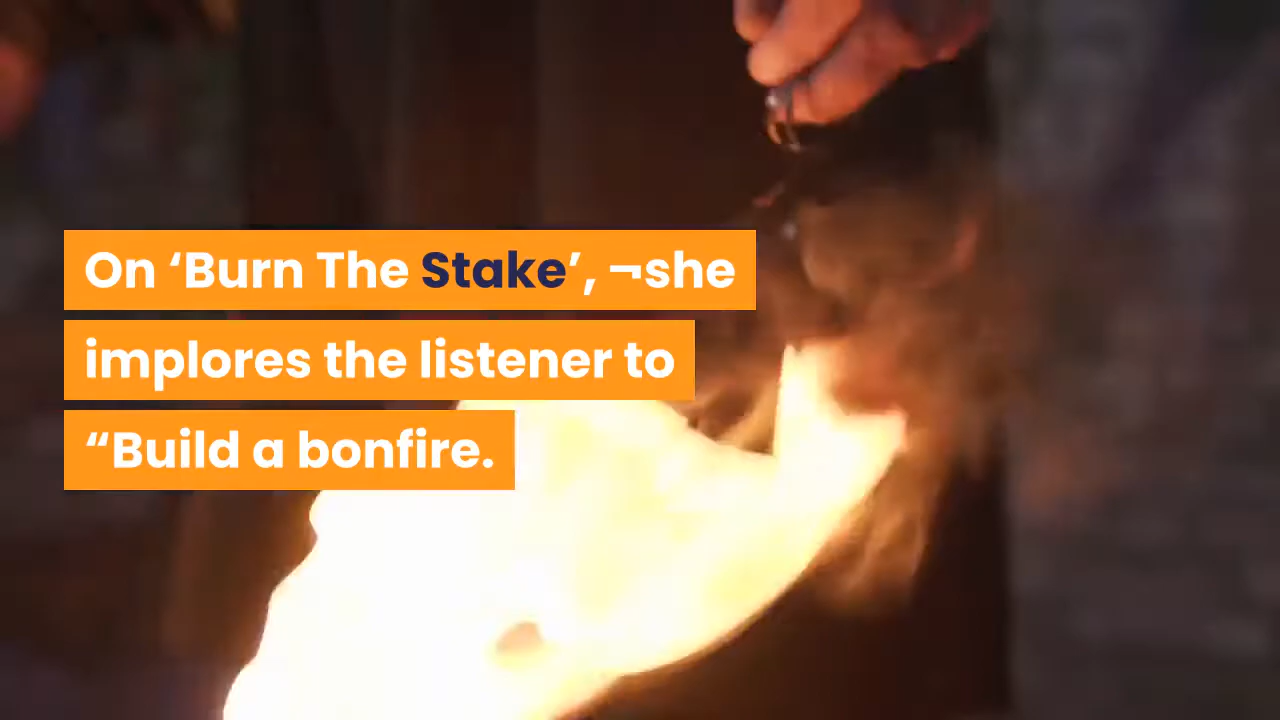 On ‘Burn The Stake’, ¬she
implores the listener to
“Build a bonfire.